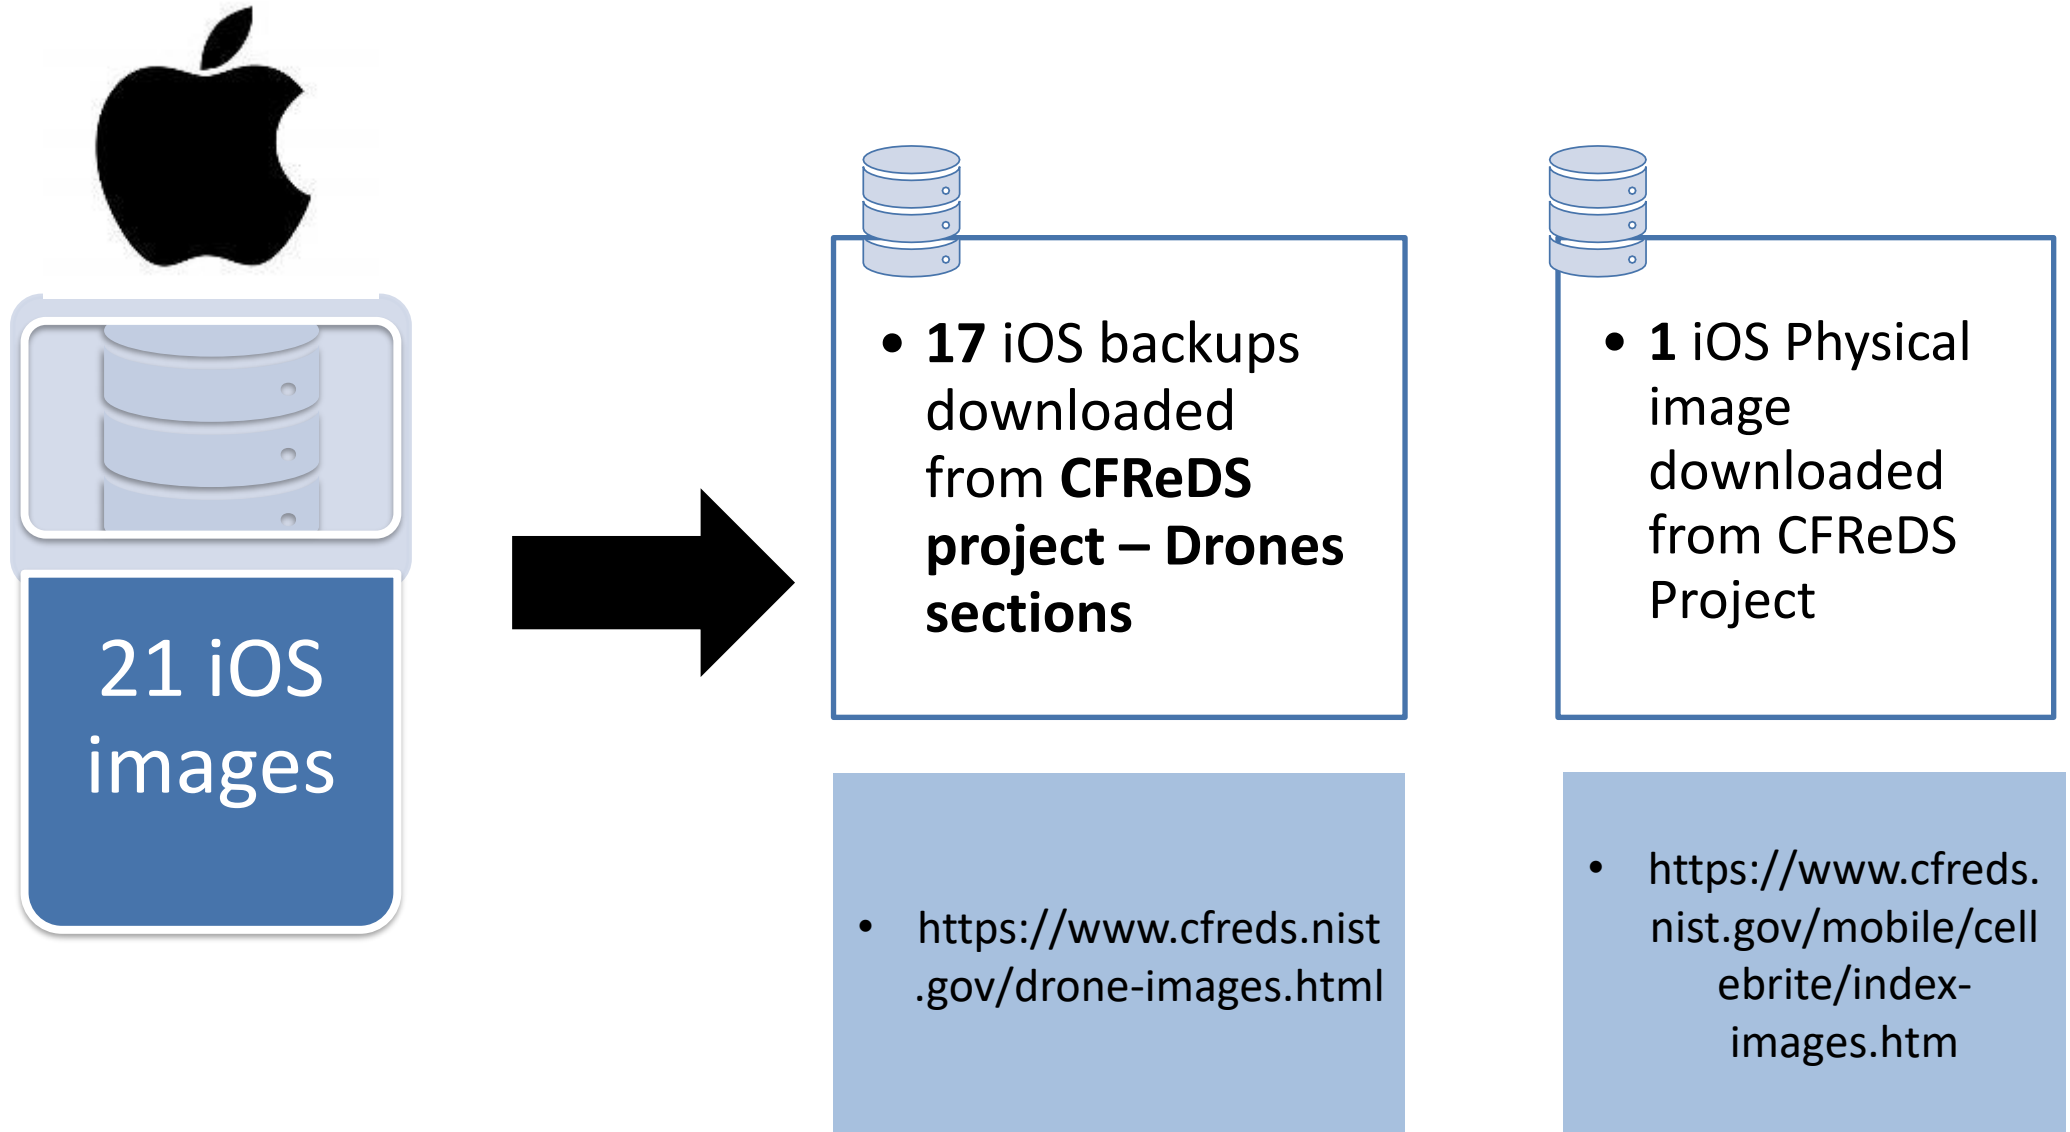 21 iOS
images
• 17 iOS backups
downloaded
from CFReDS
project – Drones
sections
• 1 iOS Physical
image
downloaded
from CFReDS
Project
• https://www.cfreds.nist
.gov/drone-images.html
• https://www.cfreds.
nist.gov/mobile/cell
ebrite/index-
images.htm